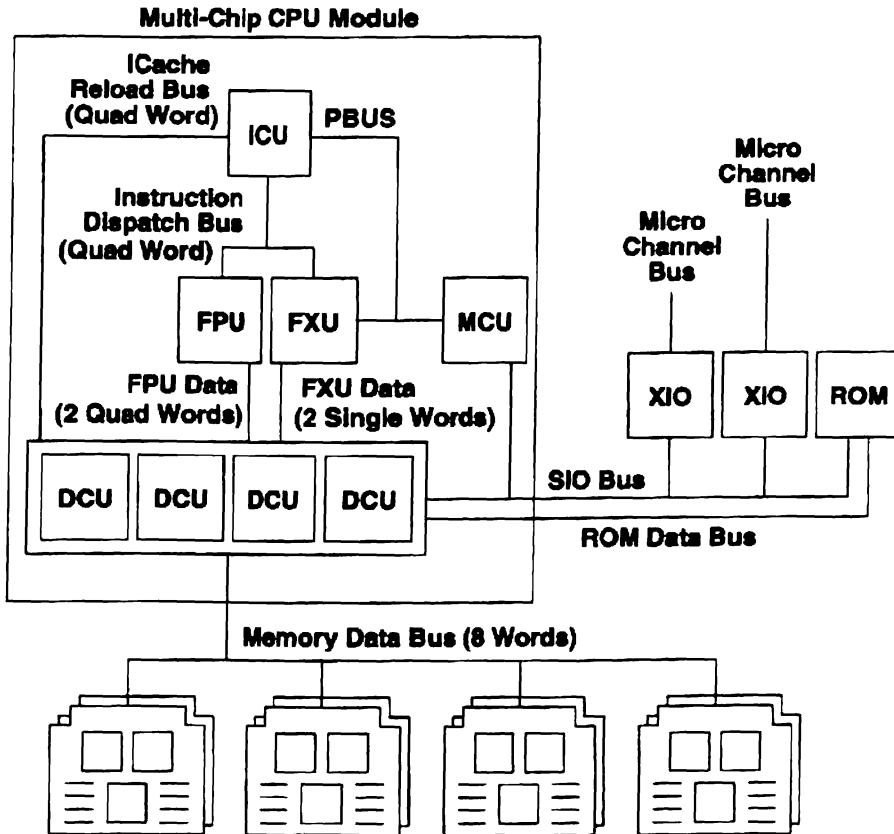 Multi-Chip CPU Module
ICache
Reload Bus
(Quad Word)
PBUS
ICU
Instruction
Dispatch Bus
(Quad Word)
Micro
Channel
Bus
Micro
Channel
Bus
FPU
FXU
MCU
XIO
XIO
ROM
FPU Data
(2 Quad Words)
FXU Data
(2 Single Words)
DCU
DCU
DCU
DCU
SIO Bus
ROM Data Bus
Memory Data Bus (8 Words)